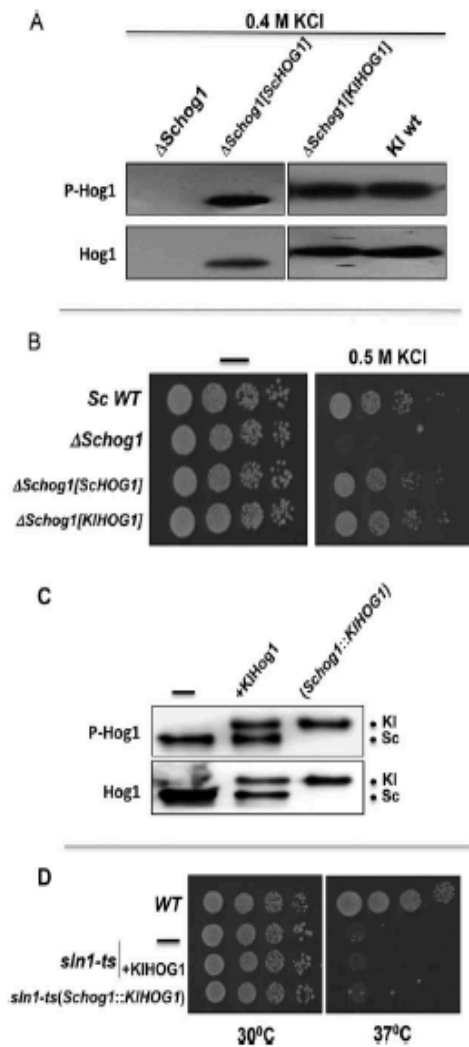 A
0.4 M KCl
ΔSchog1
ΔSchog1[ScHOG1]
ΔSchog1[KlHOG1]
Kl wt
P-Hog1
Hog1
B
0.5 M KCl
Sc WT
ΔSchog1
ΔSchog1[ScHOG1]
ΔSchog1[KlHOG1]
C
+KlHog1
(Schog1::KlHOG1)
P-Hog1
Kl
Sc
Hog1
Kl
Sc
D
WT
sln1-ts
+KlHOG1
sln1-ts(Schog1::KlHOG1)
30⁰C
37⁰C